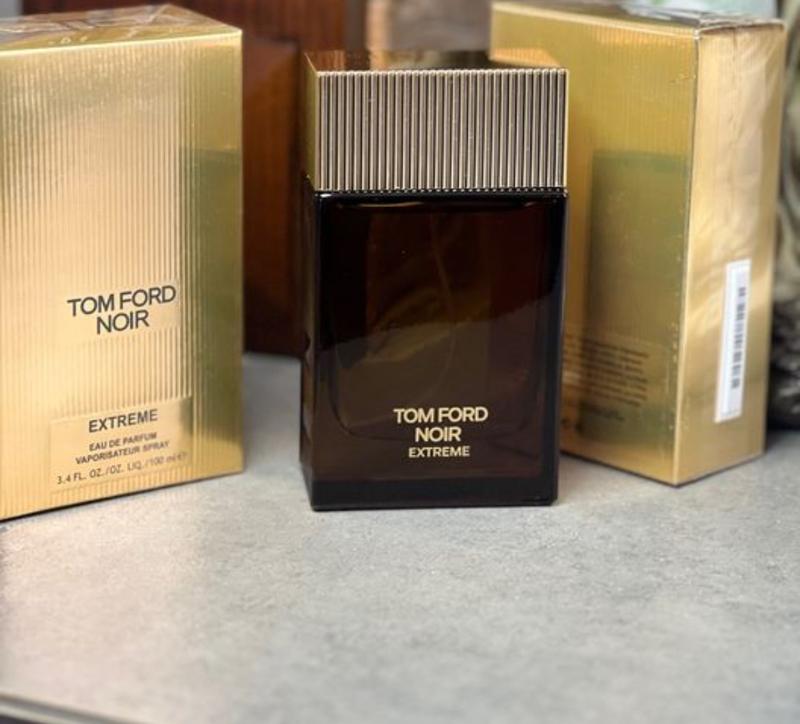 TOM FORD
NOIR
EXTREME
EAU DE PARFUM
VAPORISATEUR SPRAY
3.4 FL. OZ./OZ. LIQ./100 ml e
TOM FORD
NOIR
EXTREME